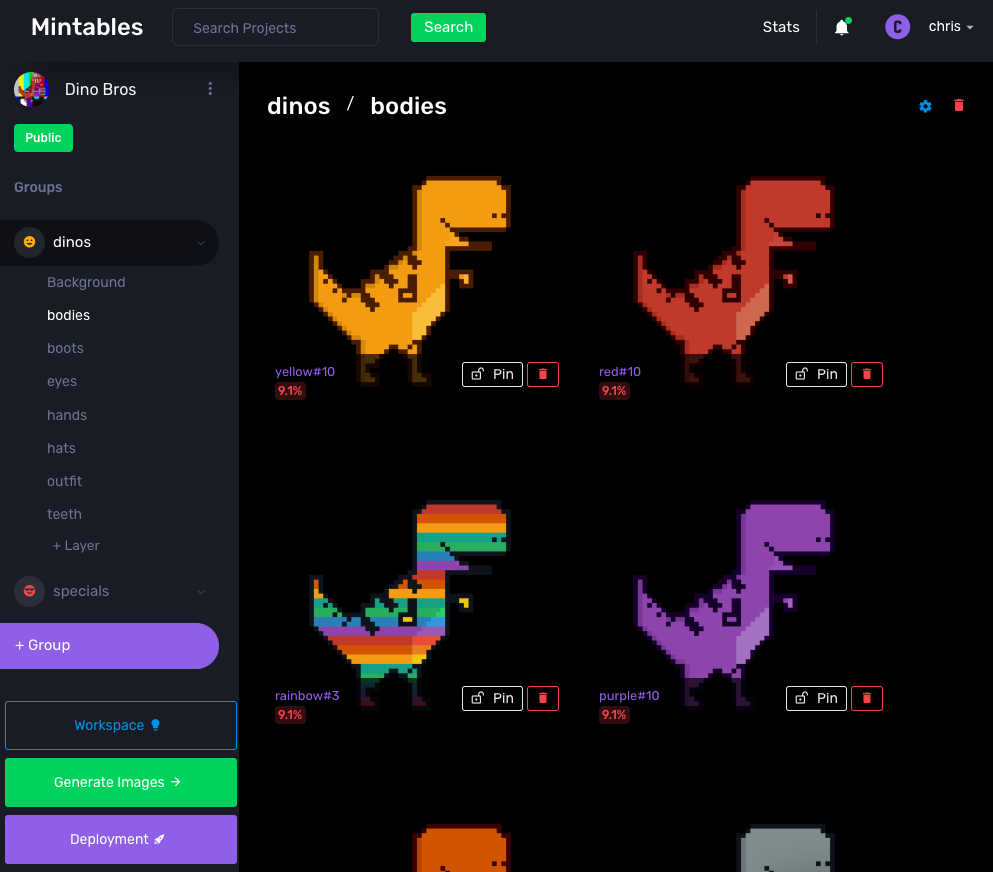 Mintables
Search Projects
Search
Stats
C
chris
Dino Bros
Public
Groups
dinos
Background
bodies
boots
eyes
hands
hats
outfit
teeth
+ Layer
specials
+ Group
Workspace
Generate Images
Deployment
dinos / bodies
yellow#10
9.1%
Pin
red#10
9.1%
Pin
rainbow#3
9.1%
Pin
purple#10
9.1%
Pin